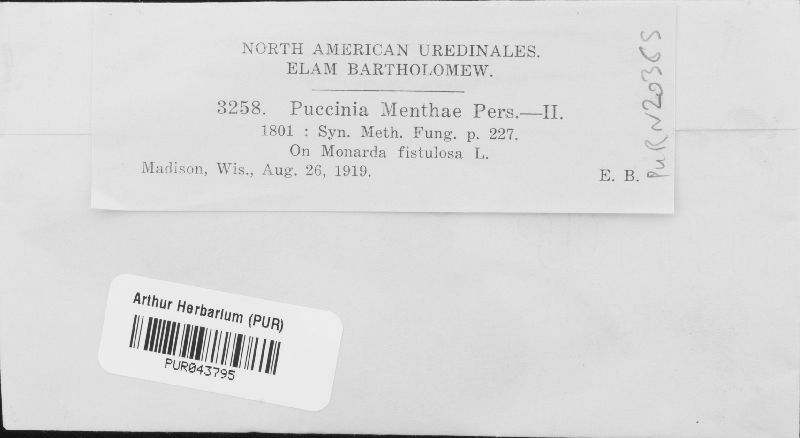 NORTH AMERICAN UREDINALES.
ELAM BARTHOLOMEW.
3258. Puccinia Menthae Pers.—II.
1801 : Syn. Meth. Fung. p. 227.
On Monarda fistulosa L.
Madison, Wis., Aug. 26, 1919.
E. B.
PUR N20365
Arthur Herbarium (PUR)
PUR043795